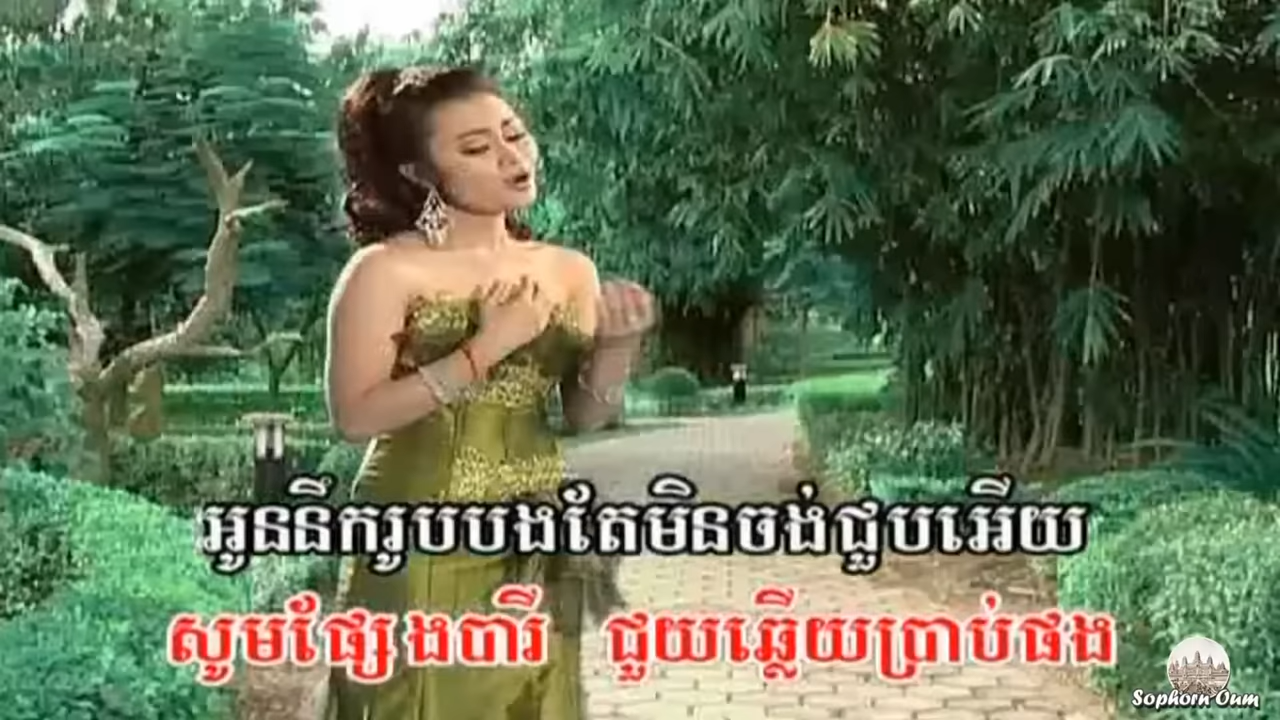 អូននឹករូបបងតែមិនចង់ជួបអើយ
សូមផ្សែងបារី ជួយឆ្លើយប្រាប់ផង
Sophorn Oum